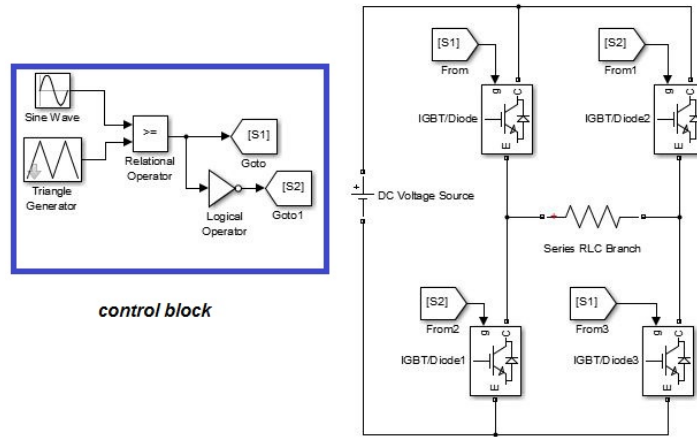 Sine Wave
Triangle
Generator
>=
Relational
Operator
[S1]
Goto
[S2]
Goto1
Logical
Operator
control block
[S1]
From
g
C
IGBT/Diode
E
[S2]
From1
g
C
IGBT/Diode2
E
+
DC Voltage Source
+
Series RLC Branch
[S2]
From2
g
C
IGBT/Diode1
E
[S1]
From3
g
C
IGBT/Diode3
E